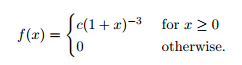 f(x) = { c(1 + x)⁻³ for x ≥ 0
0 otherwise.